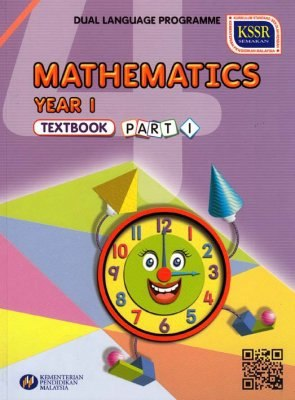 DUAL LANGUAGE PROGRAMME
KSSR
SEMAKAN
MATHEMATICS
YEAR 1
TEXTBOOK PART 1
12
1
2
3
4
5
6
7
8
9
10
11
KEMENTERIAN
PENDIDIKAN
MALAYSIA